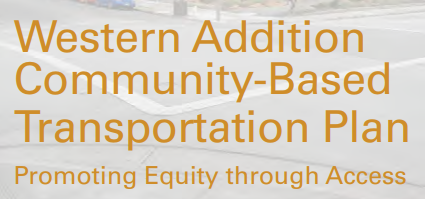 Western Addition
Community-Based
Transportation Plan
Promoting Equity through Access